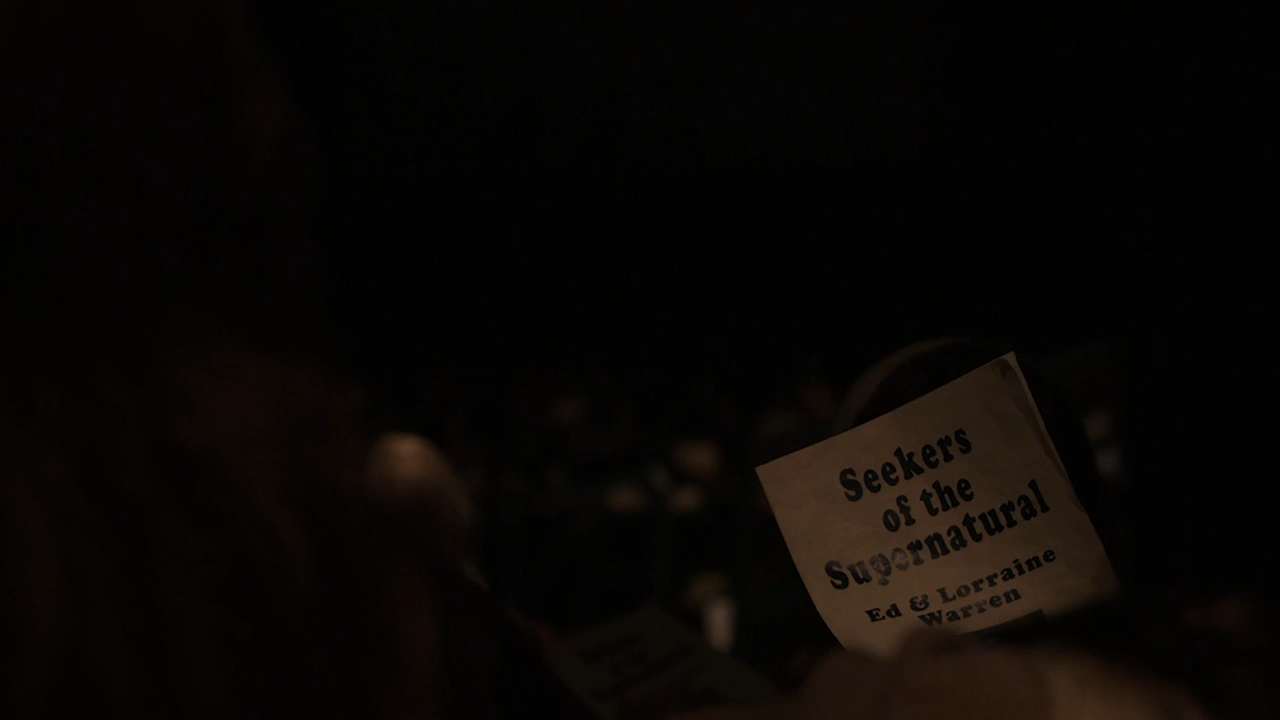 Seekers
of the
Supernatural
Ed & Lorraine
Warren